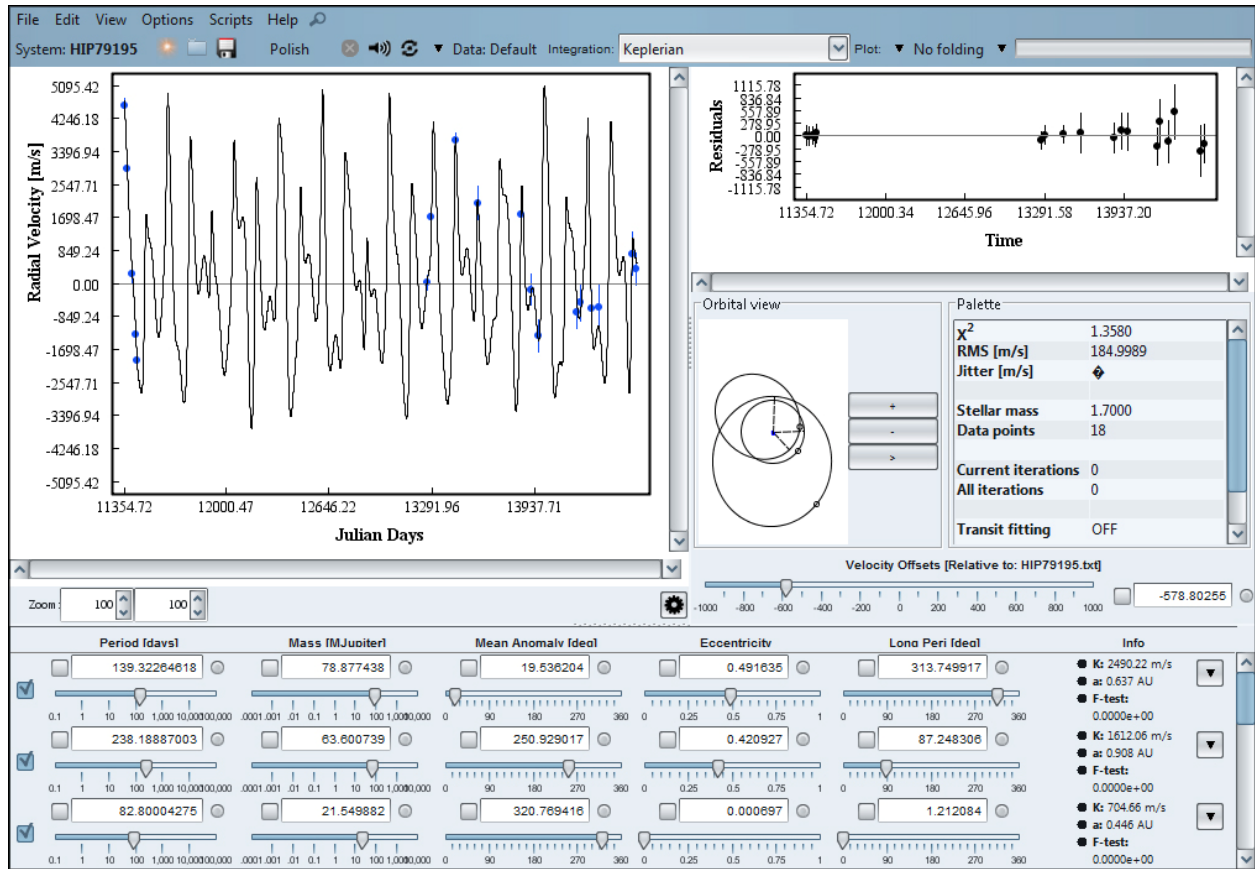 File Edit View Options Scripts Help
System: HIP79195 Polish Data: Default Integration: Keplerian Plot: No folding
5095.42
4246.18
3396.94
2547.71
1698.47
849.24
0.00
-849.24
-1698.47
-2547.71
-3396.94
-4246.18
-5095.42
Radial Velocity [m/s]
11354.72 12000.47 12646.22 13291.96 13937.71
Julian Days
1115.78
836.84
557.89
278.95
0.00
-278.95
-557.89
-836.84
-1115.78
Residuals
11354.72 12000.34 12645.96 13291.58 13937.20
Time
Orbital view
+
-
>
Palette
X2 1.3580
RMS [m/s] 184.9989
Jitter [m/s] �
Stellar mass 1.7000
Data points 18
Current iterations 0
All iterations 0
Transit fitting OFF
Velocity Offsets [Relative to: HIP79195.txt]
-1000 -800 -600 -400 -200 0 200 400 600 800 1000
-578.80255
Zoom: 100 100
Period [days] Mass [MJupiter] Mean Anomaly [deg] Eccentricity Long Peri [deg] Info
139.32264618 78.877438 19.536204 0.491635 313.749917
K: 2490.22 m/s
a: 0.637 AU
F-test:
0.0000e+00
0.1 1 10 100 1,000 10,000 100,000 .0001 .001 .01 0.1 1 10 100 1,000 10,000 0 90 180 270 360 0 0.25 0.5 0.75 1 0 90 180 270 360
238.18887003 63.600739 250.929017 0.420927 87.248306
K: 1612.06 m/s
a: 0.908 AU
F-test:
0.0000e+00
0.1 1 10 100 1,000 10,000 100,000 .0001 .001 .01 0.1 1 10 100 1,000 10,000 0 90 180 270 360 0 0.25 0.5 0.75 1 0 90 180 270 360
82.80004275 21.549882 320.769416 0.000697 1.212084
K: 704.66 m/s
a: 0.446 AU
F-test:
0.0000e+00
0.1 1 10 100 1,000 10,000 100,000 .0001 .001 .01 0.1 1 10 100 1,000 10,000 0 90 180 270 360 0 0.25 0.5 0.75 1 0 90 180 270 360